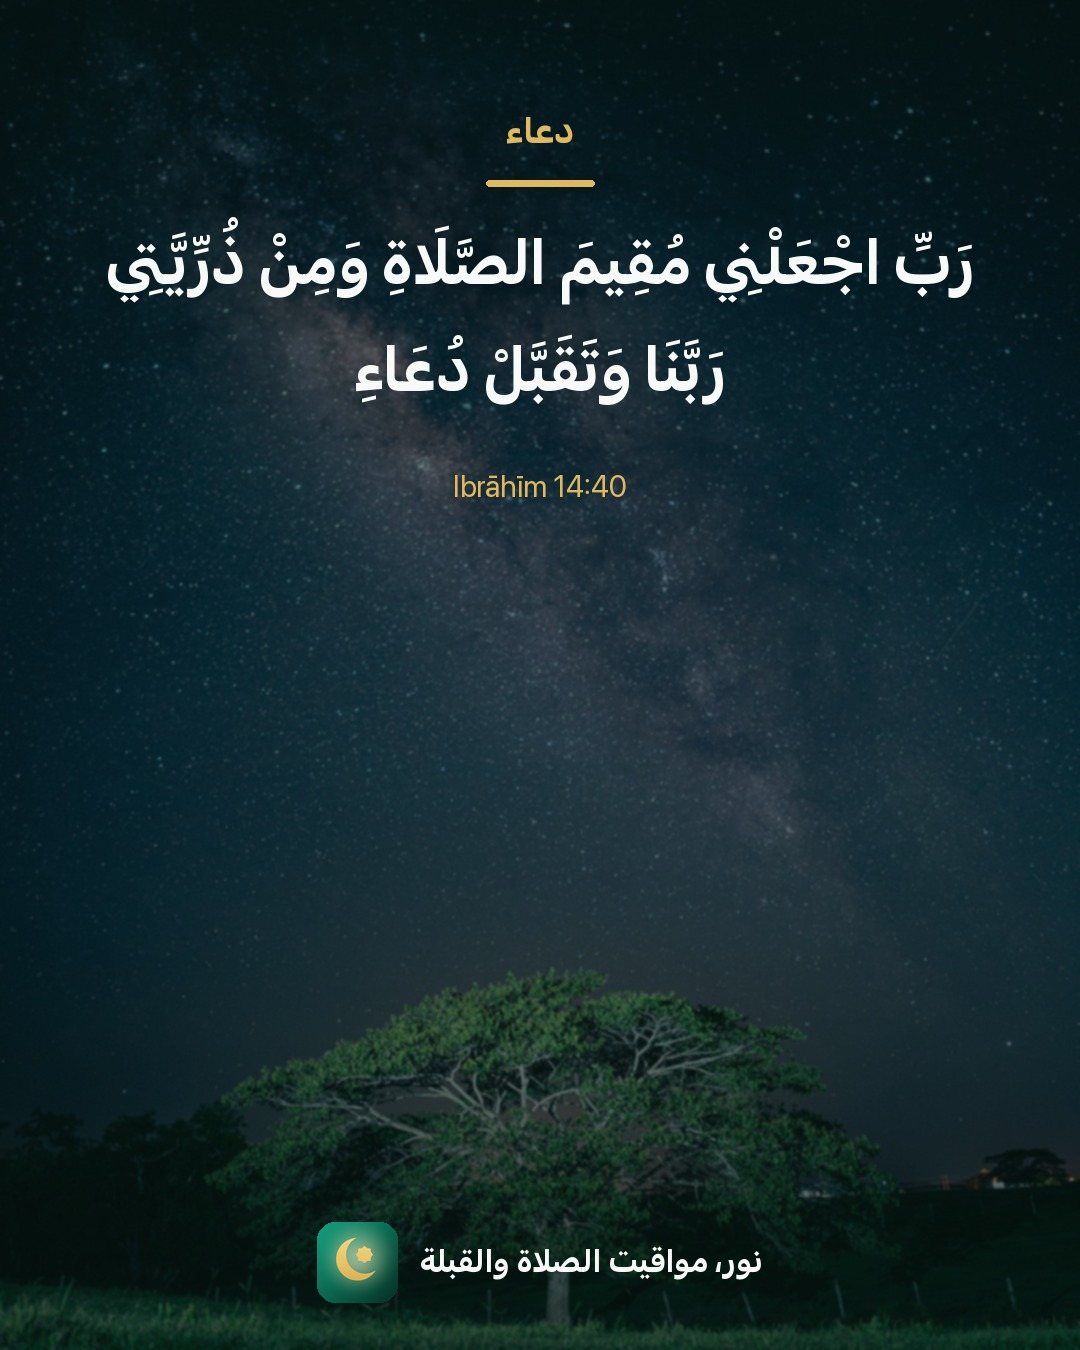 دعاء
رَبِّ اجْعَلْنِي مُقِيمَ الصَّلَاةِ وَمِنْ ذُرِّيَّتِي
رَبَّنَا وَتَقَبَّلْ دُعَاءِ
Ibrāhīm 14:40
نور، مواقيت الصلاة والقبلة